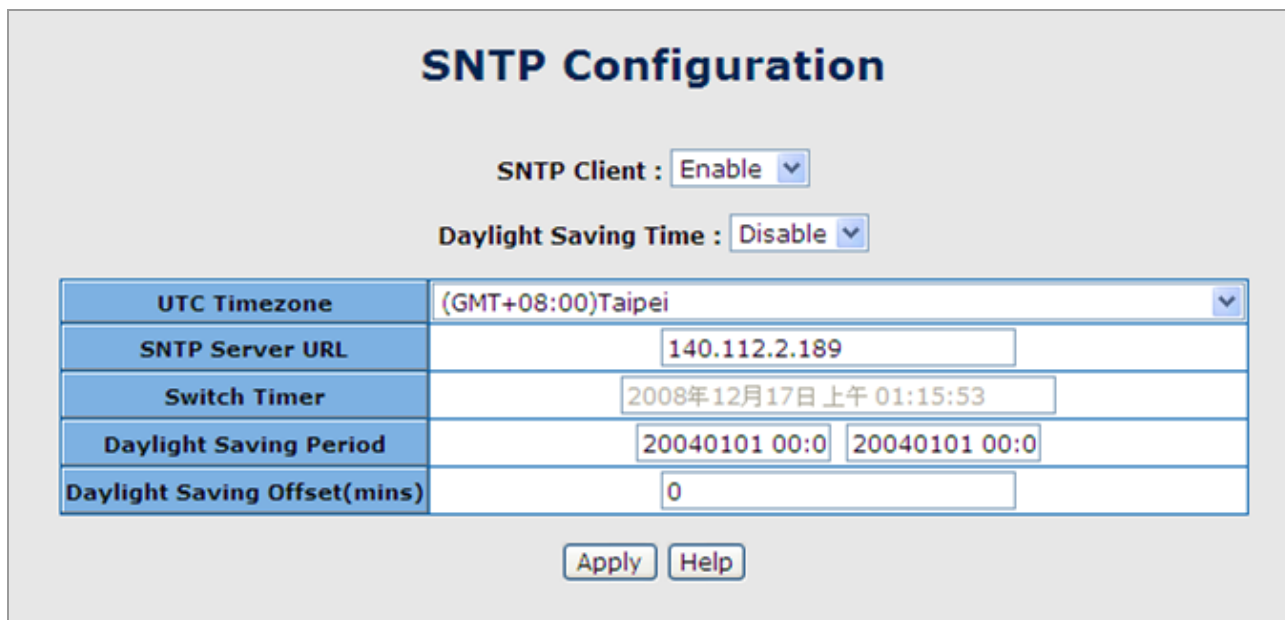 SNTP Configuration
SNTP Client : Enable
Daylight Saving Time : Disable
UTC Timezone (GMT+08:00)Taipei
SNTP Server URL 140.112.2.189
Switch Timer 2008年12月17日 上午 01:15:53
Daylight Saving Period 20040101 00:0 20040101 00:0
Daylight Saving Offset(mins) 0
Apply Help